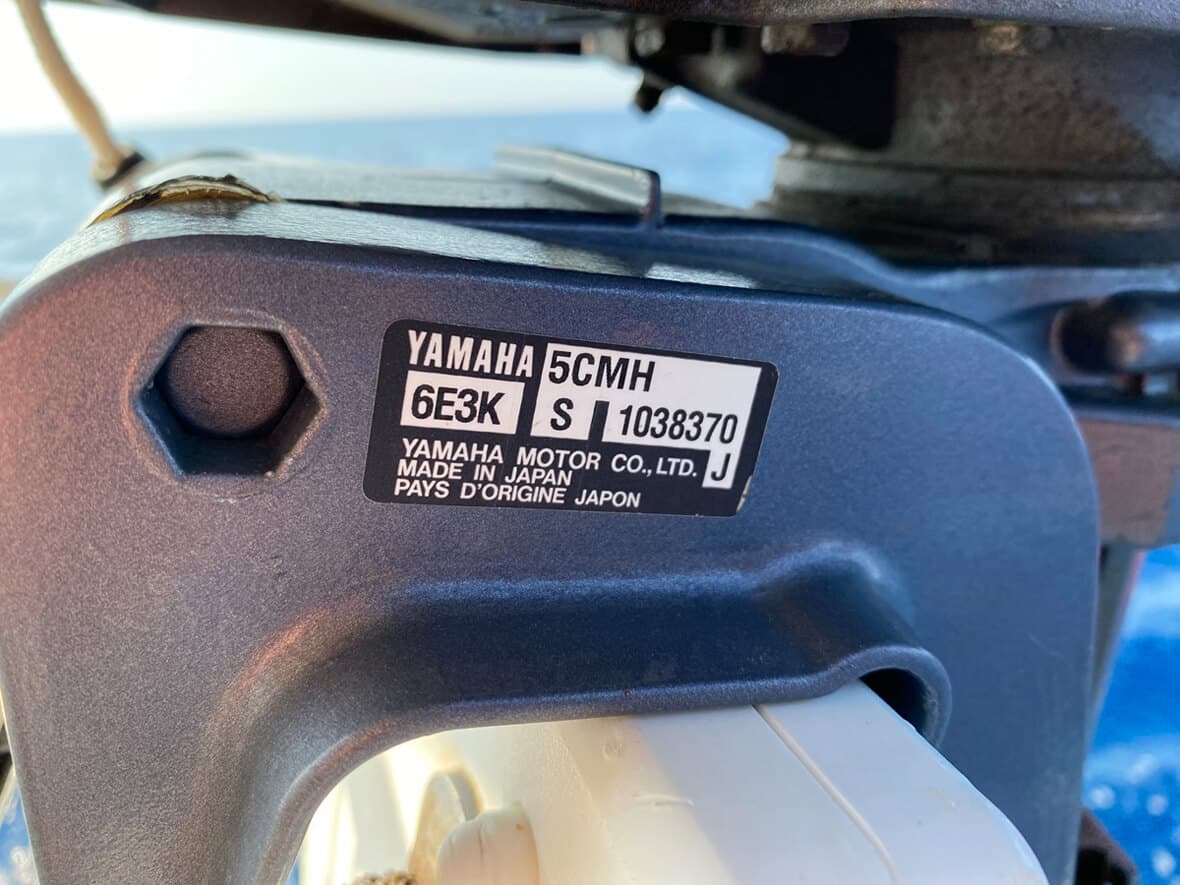 YAMAHA 5CMH
6E3K S 1038370
YAMAHA MOTOR CO., LTD. J
MADE IN JAPAN
PAYS D'ORIGINE JAPON